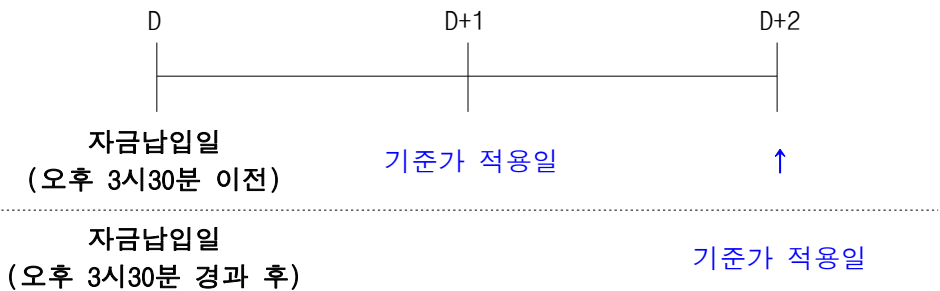 D D+1 D+2
자금납입일
(오후 3시30분 이전)
기준가 적용일
↑
자금납입일
(오후 3시30분 경과 후)
기준가 적용일